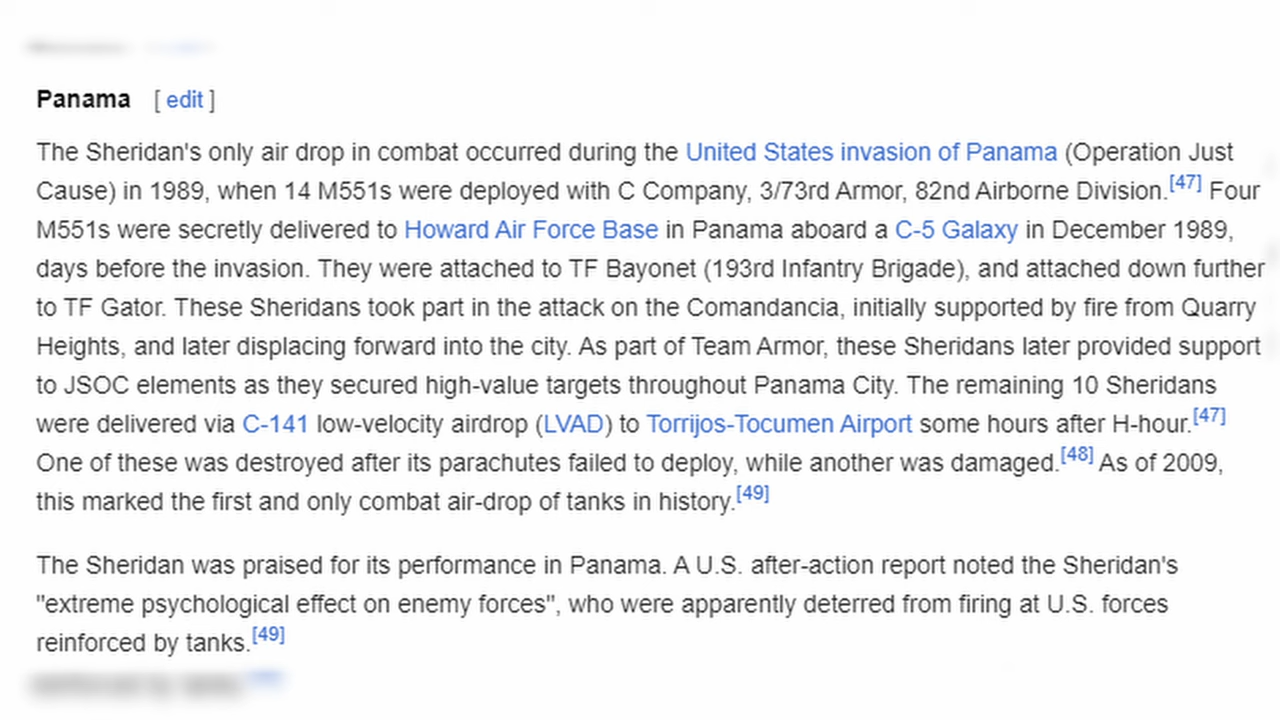 Panama [ edit ]
The Sheridan's only air drop in combat occurred during the United States invasion of Panama (Operation Just
Cause) in 1989, when 14 M551s were deployed with C Company, 3/73rd Armor, 82nd Airborne Division.[47] Four
M551s were secretly delivered to Howard Air Force Base in Panama aboard a C-5 Galaxy in December 1989,
days before the invasion. They were attached to TF Bayonet (193rd Infantry Brigade), and attached down further
to TF Gator. These Sheridans took part in the attack on the Comandancia, initially supported by fire from Quarry
Heights, and later displacing forward into the city. As part of Team Armor, these Sheridans later provided support
to JSOC elements as they secured high-value targets throughout Panama City. The remaining 10 Sheridans
were delivered via C-141 low-velocity airdrop (LVAD) to Torrijos-Tocumen Airport some hours after H-hour.[47]
One of these was destroyed after its parachutes failed to deploy, while another was damaged.[48] As of 2009,
this marked the first and only combat air-drop of tanks in history.[49]
The Sheridan was praised for its performance in Panama. A U.S. after-action report noted the Sheridan's
"extreme psychological effect on enemy forces", who were apparently deterred from firing at U.S. forces
reinforced by tanks.[49]